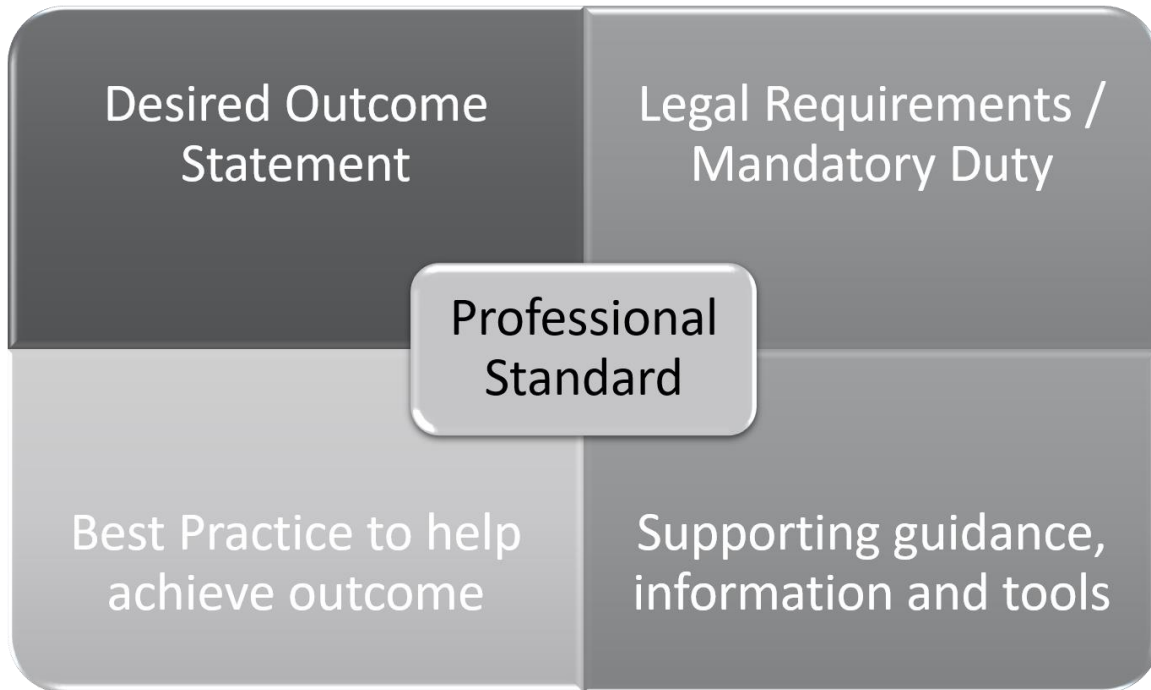 Desired Outcome
Statement
Legal Requirements /
Mandatory Duty
Professional
Standard
Best Practice to help
achieve outcome
Supporting guidance,
information and tools